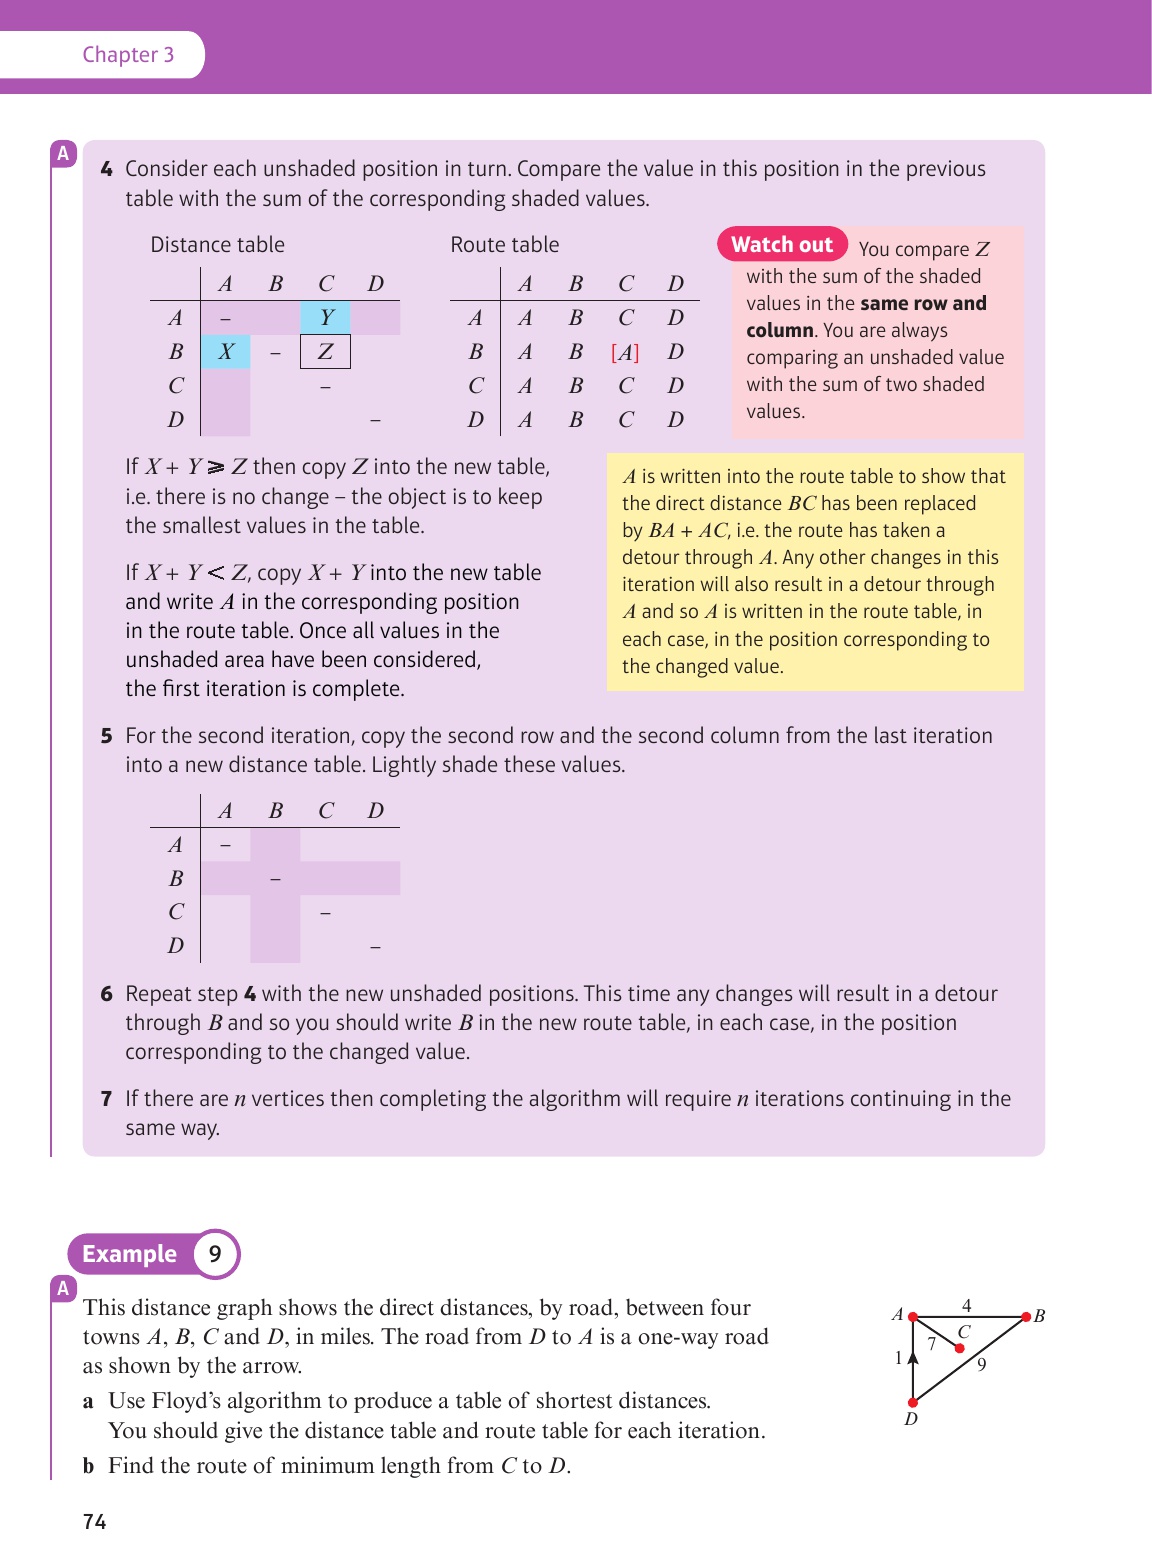 Chapter 3
A
4 Consider each unshaded position in turn. Compare the value in this position in the previous
table with the sum of the corresponding shaded values.
Distance table
A B C D
A – Y
B X – Z
C –
D –
Route table
A B C D
A A B C D
B A B [A] D
C A B C D
D A B C D
Watch out You compare Z
with the sum of the shaded
values in the same row and
column. You are always
comparing an unshaded value
with the sum of two shaded
values.
If X + Y ⩾ Z then copy Z into the new table,
i.e. there is no change – the object is to keep
the smallest values in the table.
If X + Y < Z, copy X + Y into the new table
and write A in the corresponding position
in the route table. Once all values in the
unshaded area have been considered,
the first iteration is complete.
A is written into the route table to show that
the direct distance BC has been replaced
by BA + AC, i.e. the route has taken a
detour through A. Any other changes in this
iteration will also result in a detour through
A and so A is written in the route table, in
each case, in the position corresponding to
the changed value.
5 For the second iteration, copy the second row and the second column from the last iteration
into a new distance table. Lightly shade these values.
A B C D
A –
B –
C –
D –
6 Repeat step 4 with the new unshaded positions. This time any changes will result in a detour
through B and so you should write B in the new route table, in each case, in the position
corresponding to the changed value.
7 If there are n vertices then completing the algorithm will require n iterations continuing in the
same way.
Example 9
A
This distance graph shows the direct distances, by road, between four
towns A, B, C and D, in miles. The road from D to A is a one-way road
as shown by the arrow.
a Use Floyd's algorithm to produce a table of shortest distances.
You should give the distance table and route table for each iteration.
b Find the route of minimum length from C to D.
A 4 B
C
7
1 9
D
74